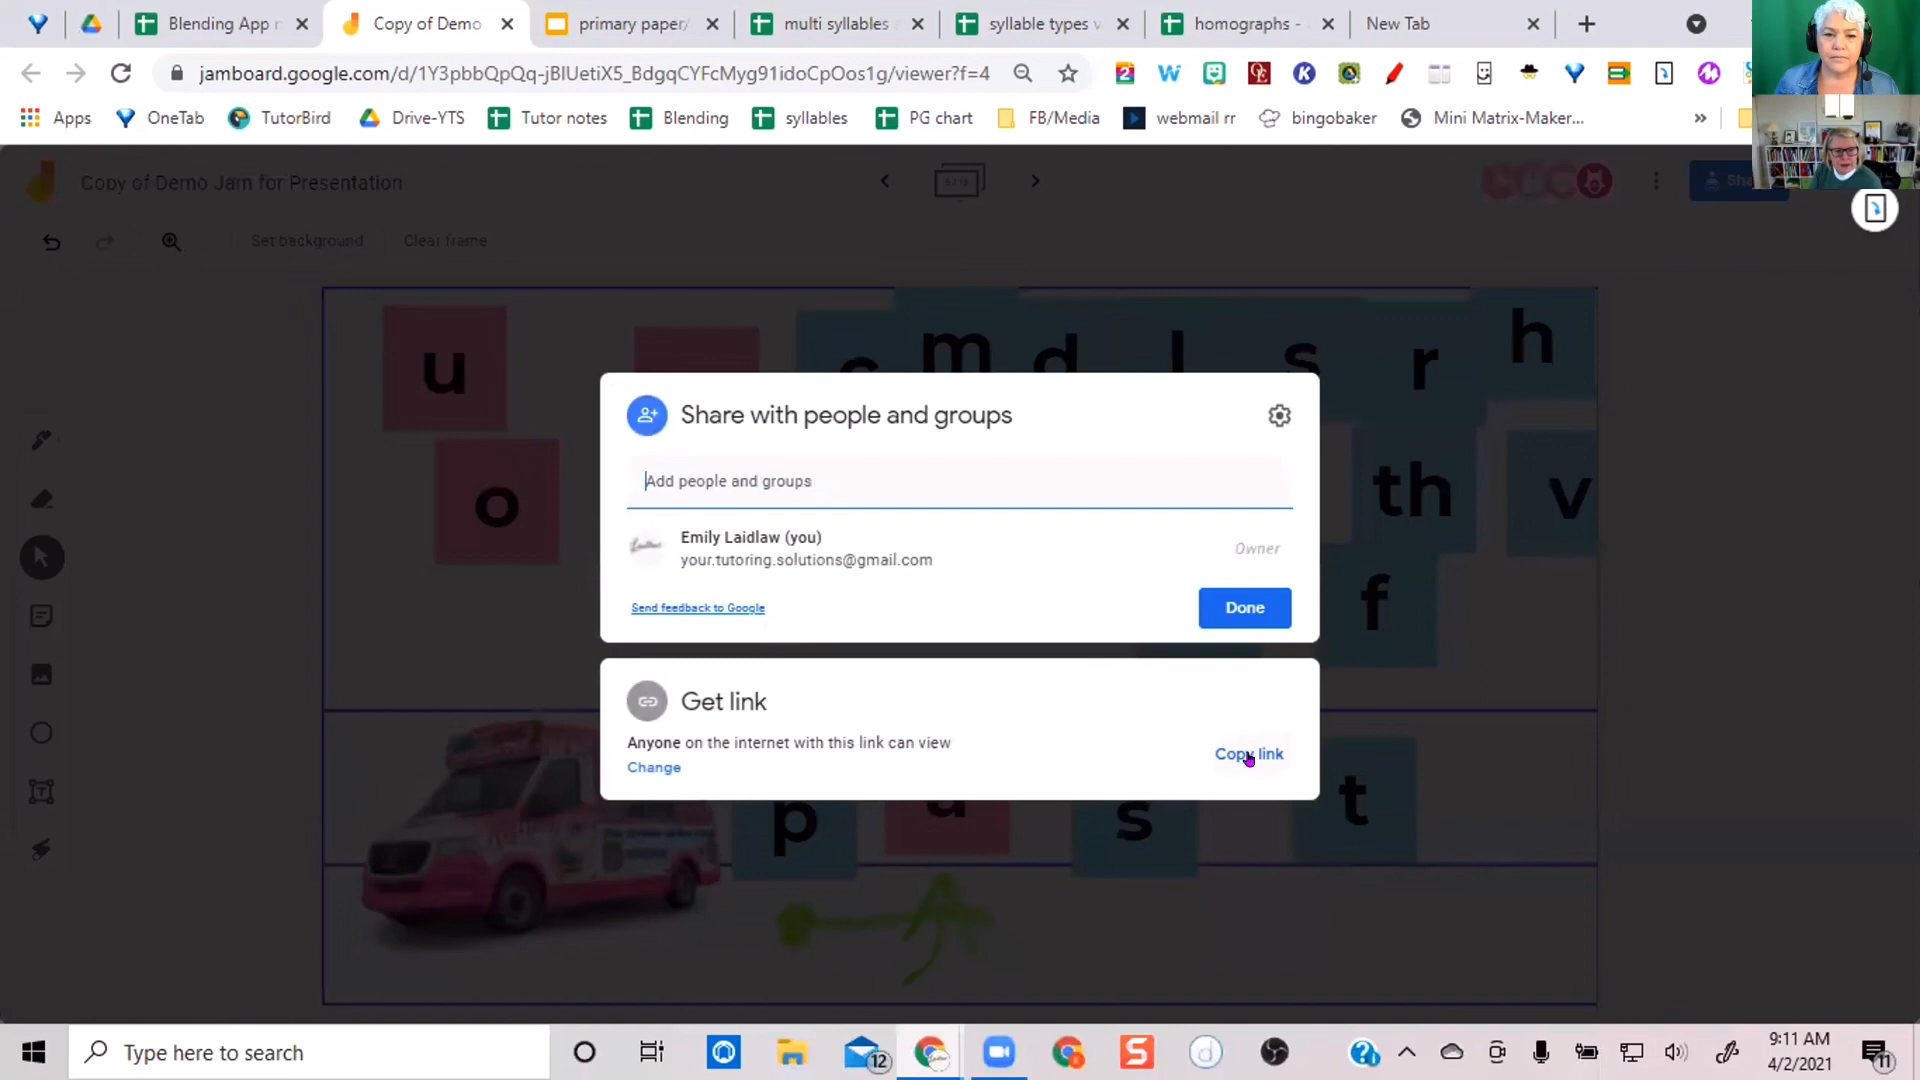 Blending App r
Copy of Demo
primary paper/
multi syllables
syllable types v
homographs -
New Tab
jamboard.google.com/d/1Y3pbbQpQq-jBlUetiX5_BdgqCYFcMyg91idoCpOos1g/viewer?f=4
Apps
OneTab
TutorBird
Drive-YTS
Tutor notes
Blending
syllables
PG chart
FB/Media
webmail rr
bingobaker
Mini Matrix-Maker...
»
Copy of Demo Jam for Presentation
5/13
Set background
Clear frame
u
m
d
l
s
r
h
o
th
v
f
Share with people and groups
Add people and groups
Emily Laidlaw (you)
your.tutoring.solutions@gmail.com
Owner
Send feedback to Google
Done
Get link
Anyone on the internet with this link can view
Change
Copy link
p
s
t
Type here to search
12
9:11 AM
4/2/2021
11